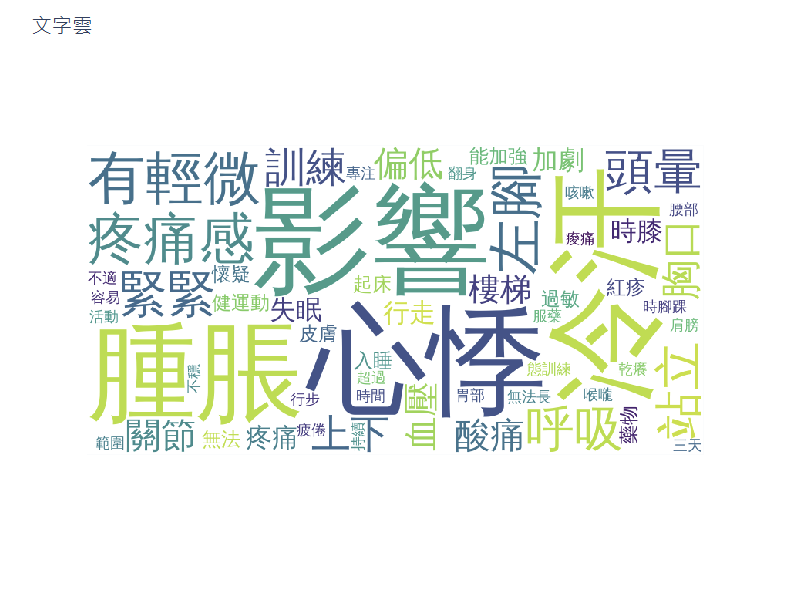 文字雲
有輕微
訓練
專注
偏低
能加強
翻身
加劇
頭暈
疼痛感
影響
左腳
咳嗽
冷汗
腰部
痠痛
時膝
胸口
不適
容易
活動
緊緊
懷疑
健運動
失眠
起床
行走
樓梯
過敏
服藥
紅疹
時腳踝
肩膀
腫脹
皮膚
心悸
不穩
入睡
超過
時間
行步
血壓
胃部
態訓練
無法長
喉嚨
乾癢
站立
範圍
關節
無法
疼痛
疲倦
上下
持續
酸痛
呼吸
藥物
三天